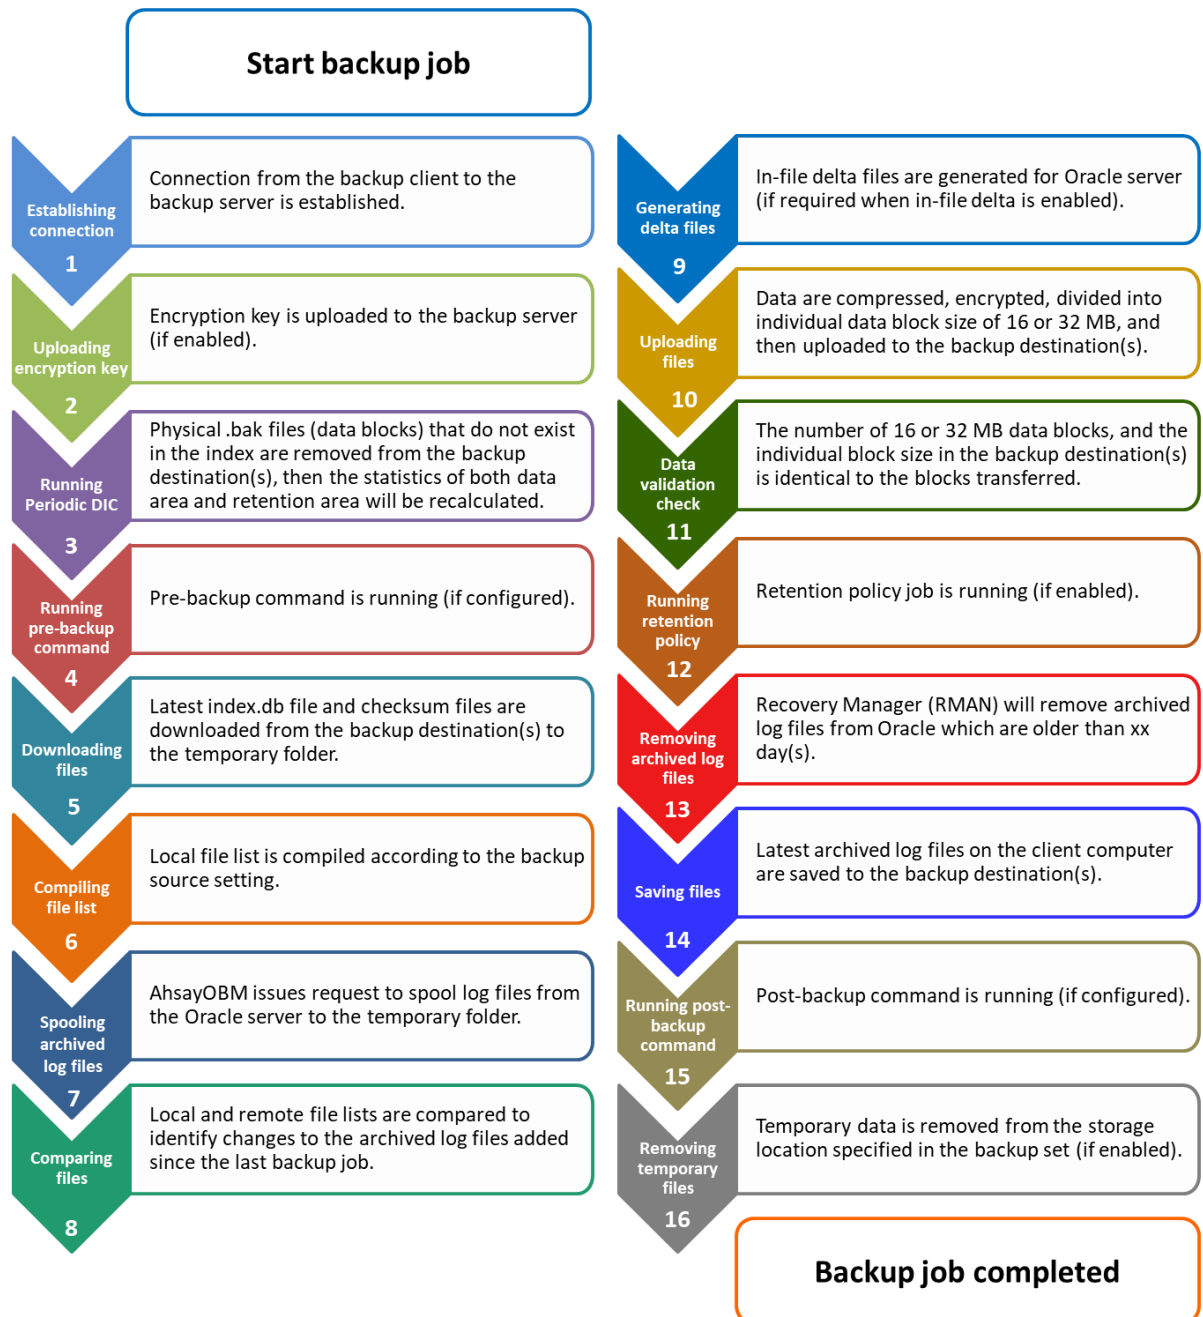 Start backup job
Establishing
connection
1
Connection from the backup client to the
backup server is established.
Uploading
encryption key
2
Encryption key is uploaded to the backup server
(if enabled).
Running
Periodic DIC
3
Physical .bak files (data blocks) that do not exist
in the index are removed from the backup
destination(s), then the statistics of both data
area and retention area will be recalculated.
Running
pre-backup
command
4
Pre-backup command is running (if configured).
Downloading
files
5
Latest index.db file and checksum files are
downloaded from the backup destination(s) to
the temporary folder.
Compiling
file list
6
Local file list is compiled according to the backup
source setting.
Spooling
archived
log files
7
AhsayOBM issues request to spool log files from
the Oracle server to the temporary folder.
Comparing
files
8
Local and remote file lists are compared to
identify changes to the archived log files added
since the last backup job.
Generating
delta files
9
In-file delta files are generated for Oracle server
(if required when in-file delta is enabled).
Uploading
files
10
Data are compressed, encrypted, divided into
individual data block size of 16 or 32 MB, and
then uploaded to the backup destination(s).
Data
validation
check
11
The number of 16 or 32 MB data blocks, and the
individual block size in the backup destination(s)
is identical to the blocks transferred.
Running
retention
policy
12
Retention policy job is running (if enabled).
Removing
archived log
files
13
Recovery Manager (RMAN) will remove archived
log files from Oracle which are older than xx
day(s).
Saving files
14
Latest archived log files on the client computer
are saved to the backup destination(s).
Running post-
backup
command
15
Post-backup command is running (if configured).
Removing
temporary
files
16
Temporary data is removed from the storage
location specified in the backup set (if enabled).
Backup job completed